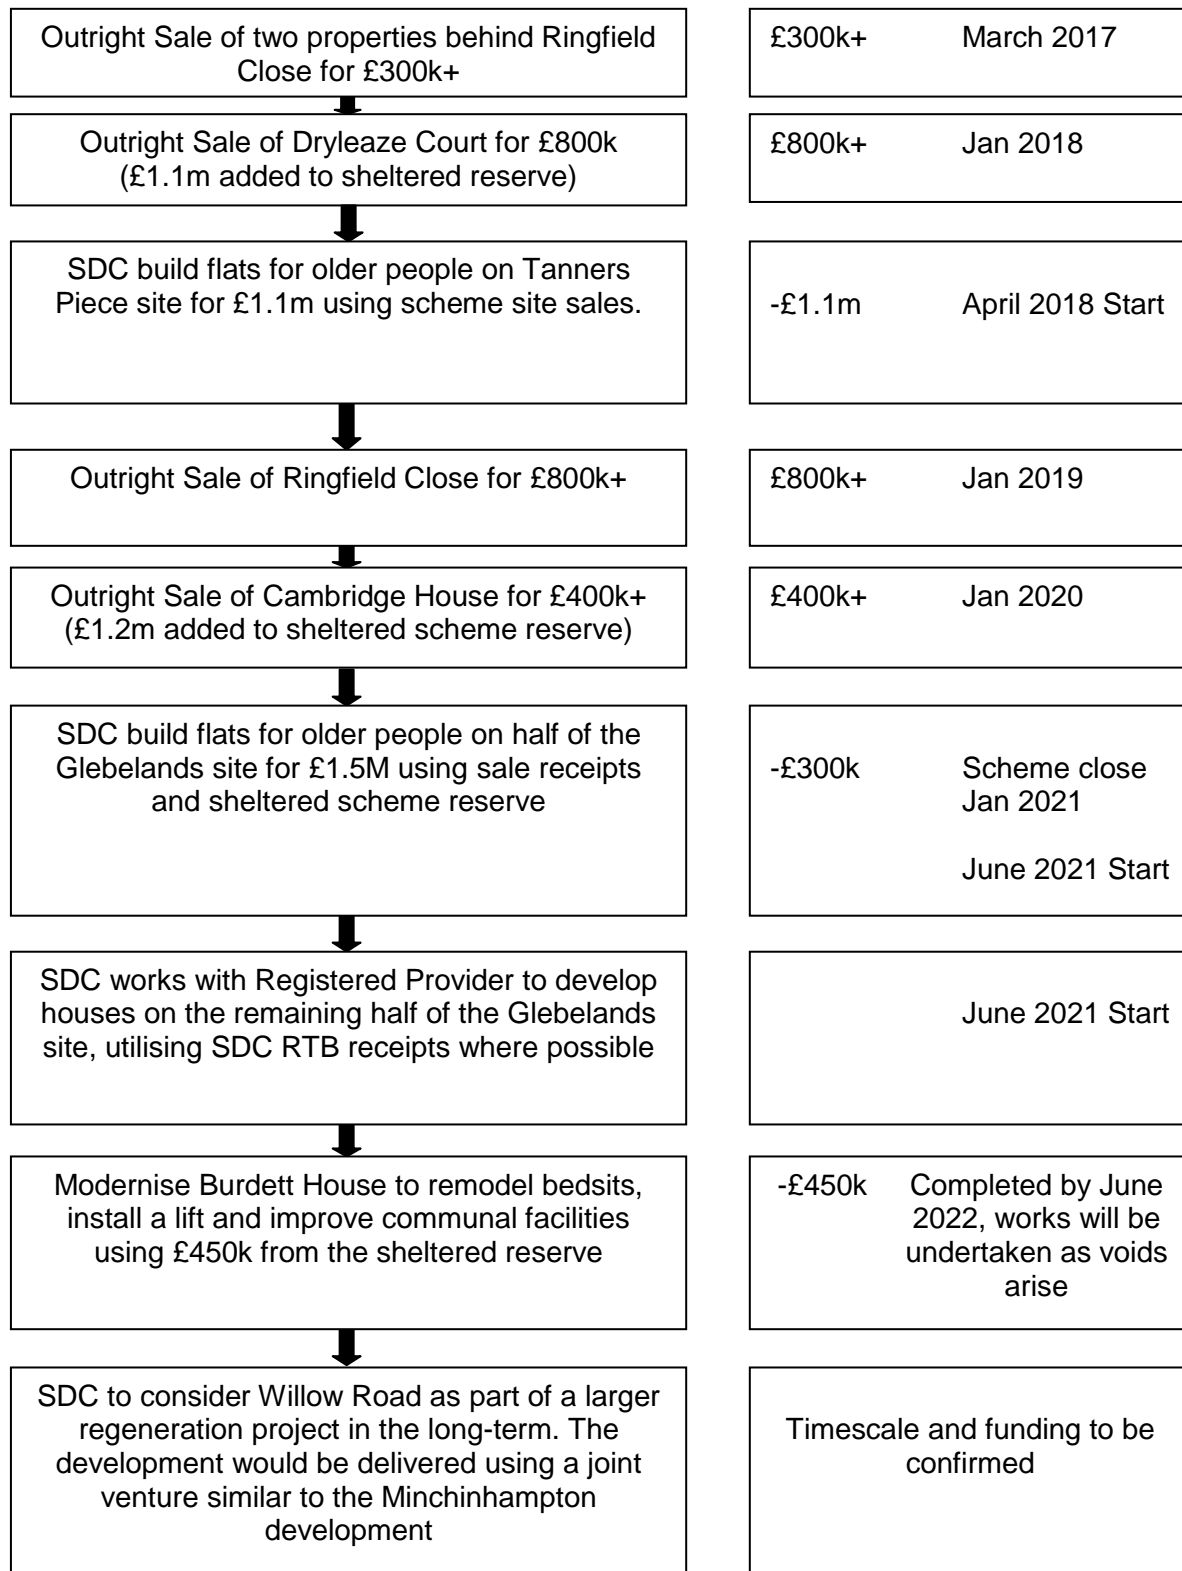 Outright Sale of two properties behind Ringfield
Close for £300k+
£300k+ March 2017
Outright Sale of Dryleaze Court for £800k
(£1.1m added to sheltered reserve)
£800k+ Jan 2018
SDC build flats for older people on Tanners
Piece site for £1.1m using scheme site sales.
-£1.1m April 2018 Start
Outright Sale of Ringfield Close for £800k+
£800k+ Jan 2019
Outright Sale of Cambridge House for £400k+
(£1.2m added to sheltered scheme reserve)
£400k+ Jan 2020
SDC build flats for older people on half of the
Glebelands site for £1.5M using sale receipts
and sheltered scheme reserve
-£300k Scheme close
Jan 2021
June 2021 Start
SDC works with Registered Provider to develop
houses on the remaining half of the Glebelands
site, utilising SDC RTB receipts where possible
June 2021 Start
Modernise Burdett House to remodel bedsits,
install a lift and improve communal facilities
using £450k from the sheltered reserve
-£450k Completed by June
2022, works will be
undertaken as voids
arise
SDC to consider Willow Road as part of a larger
regeneration project in the long-term. The
development would be delivered using a joint
venture similar to the Minchinhampton
development
Timescale and funding to be
confirmed